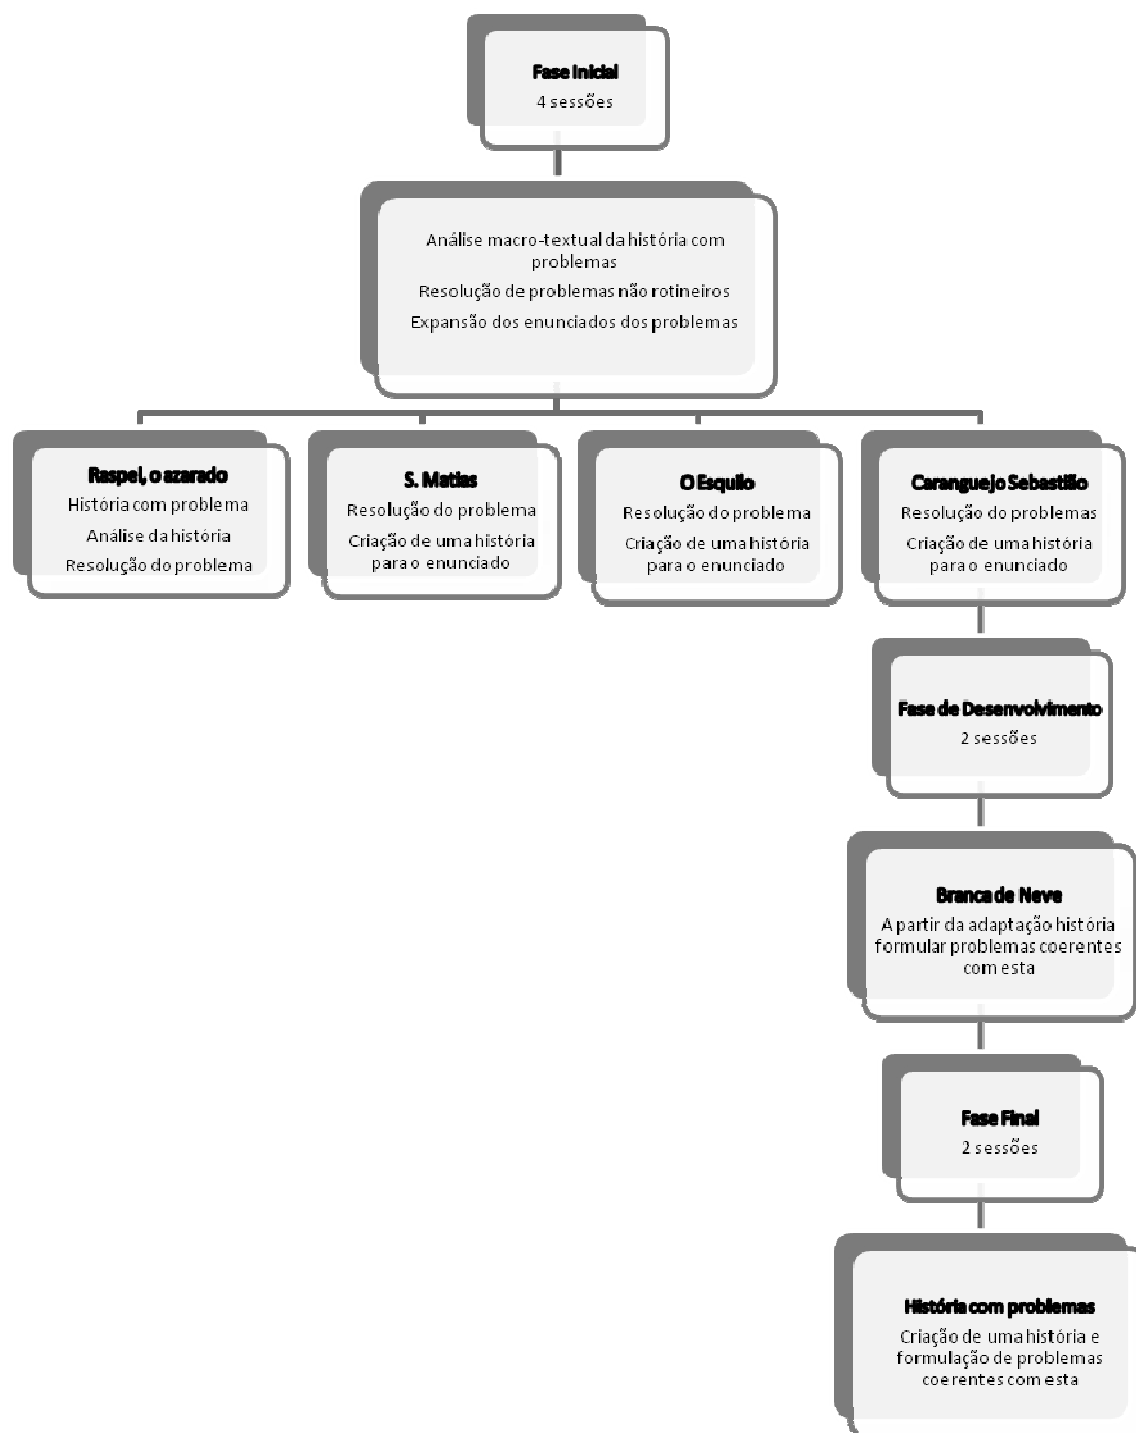 Fase Inicial
4 sessões
Análise macro-textual da história com
problemas
Resolução de problemas não rotineiros
Expansão dos enunciados dos problemas
Raspel, o azarado
História com problema
Análise da história
Resolução do problema
S. Matias
Resolução do problema
Criação de uma história
para o enunciado
O Esquilo
Resolução do problema
Criação de uma história
para o enunciado
Caranguejo Sebastião
Resolução do problemas
Criação de uma história
para o enunciado
Fase de Desenvolvimento
2 sessões
Branca de Neve
A partir da adaptação história
formular problemas coerentes
com esta
Fase Final
2 sessões
História com problemas
Criação de uma história e
formulação de problemas
coerentes com esta